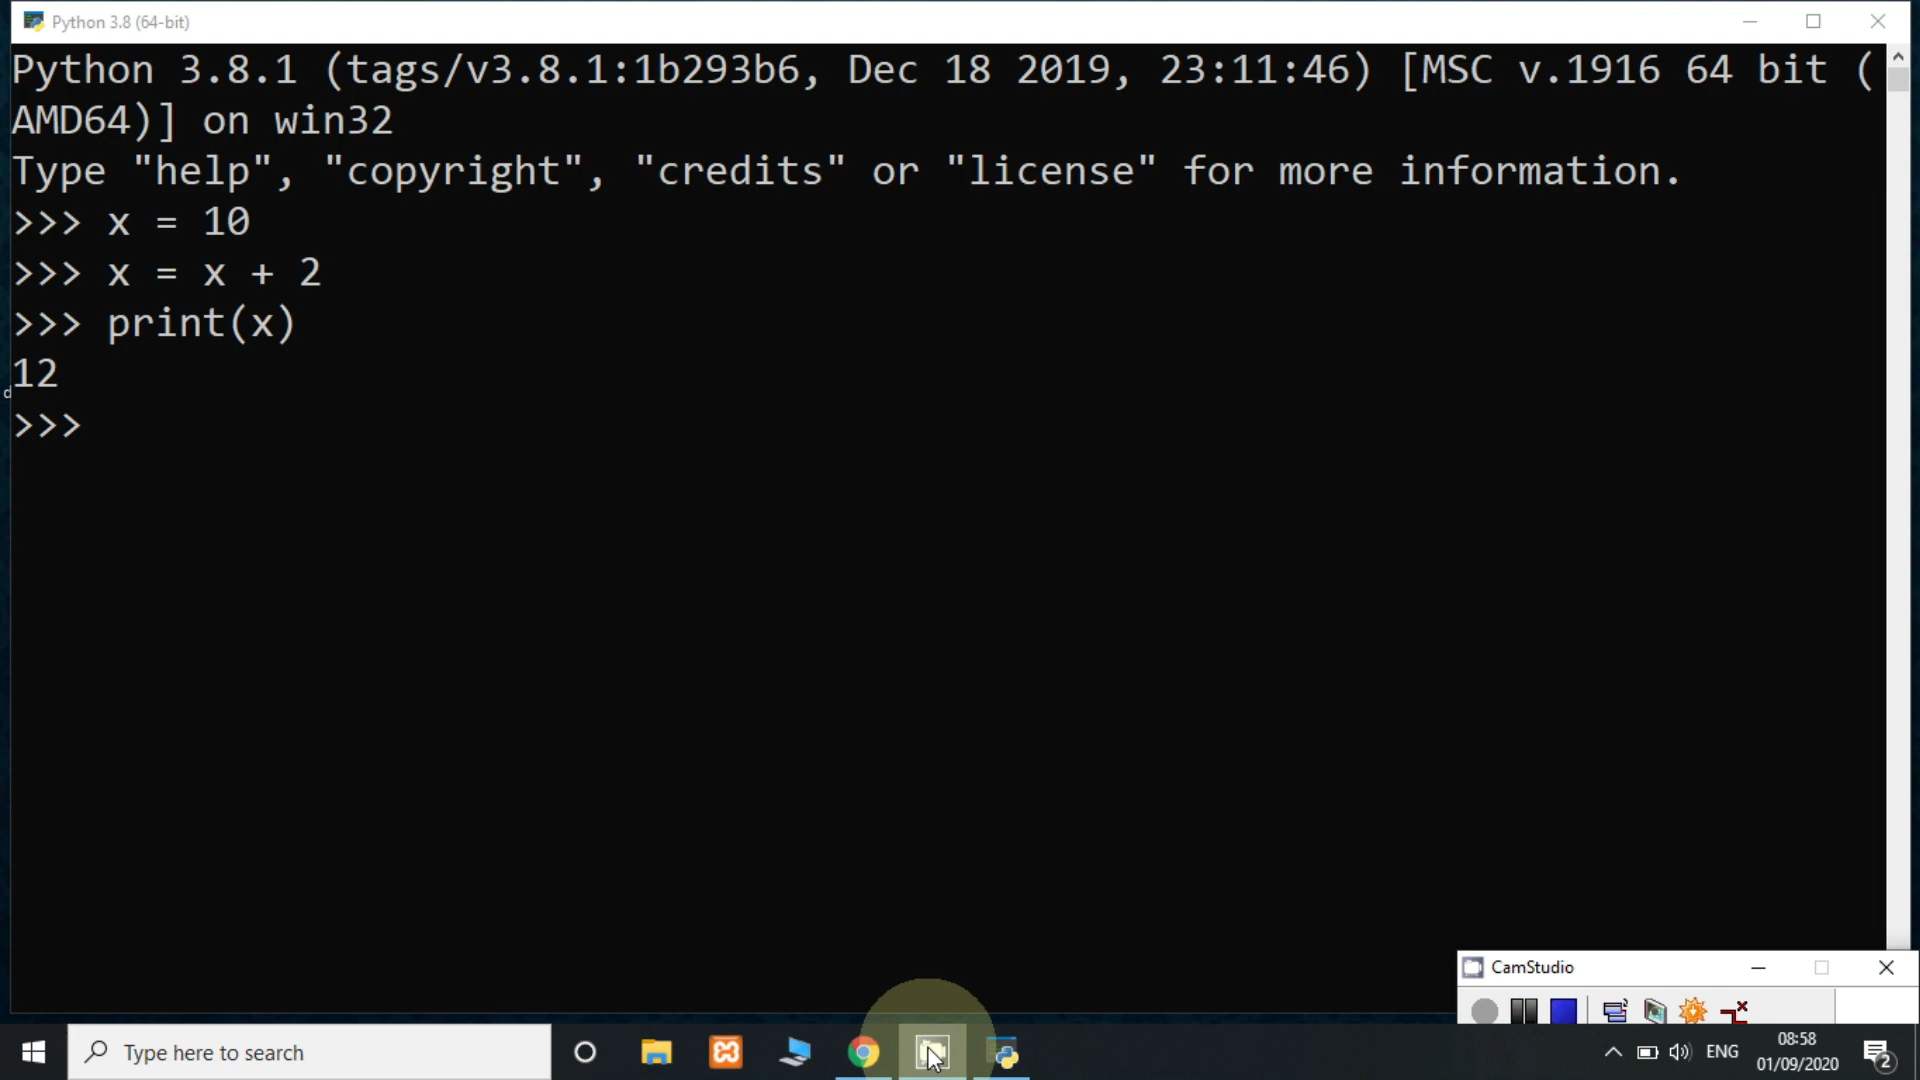 Python 3.8 (64-bit)
Python 3.8.1 (tags/v3.8.1:1b293b6, Dec 18 2019, 23:11:46) [MSC v.1916 64 bit (
AMD64)] on win32
Type "help", "copyright", "credits" or "license" for more information.
>>> x = 10
>>> x = x + 2
>>> print(x)
12
d
>>>
CamStudio
Type here to search
ENG
08:58
01/09/2020
2